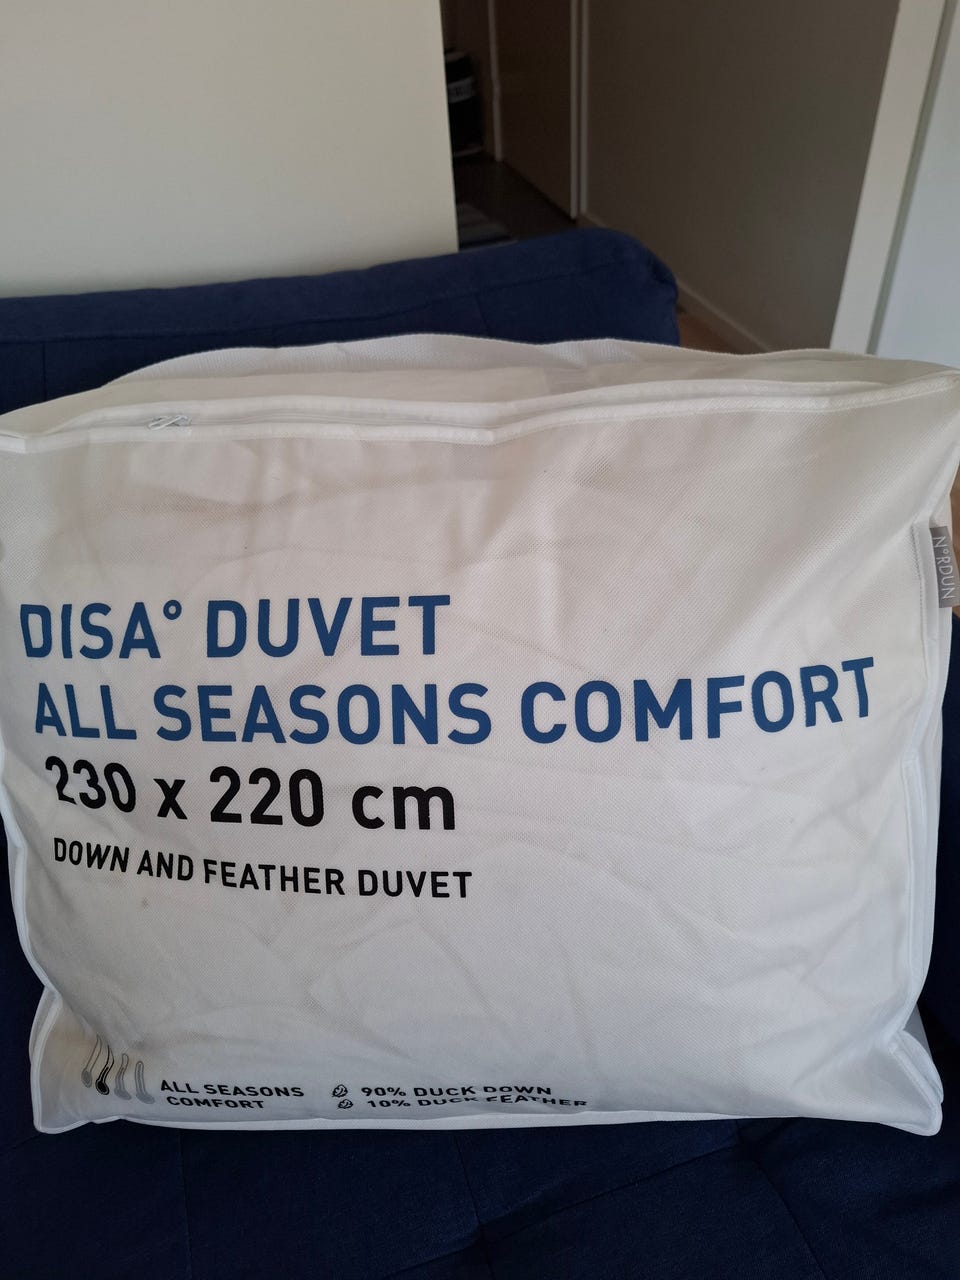 DISA° DUVET
ALL SEASONS COMFORT
230 x 220 cm
DOWN AND FEATHER DUVET
ALL SEASONS
COMFORT
90% DUCK DOWN
10% DUCK FEATHER
N°RDUN